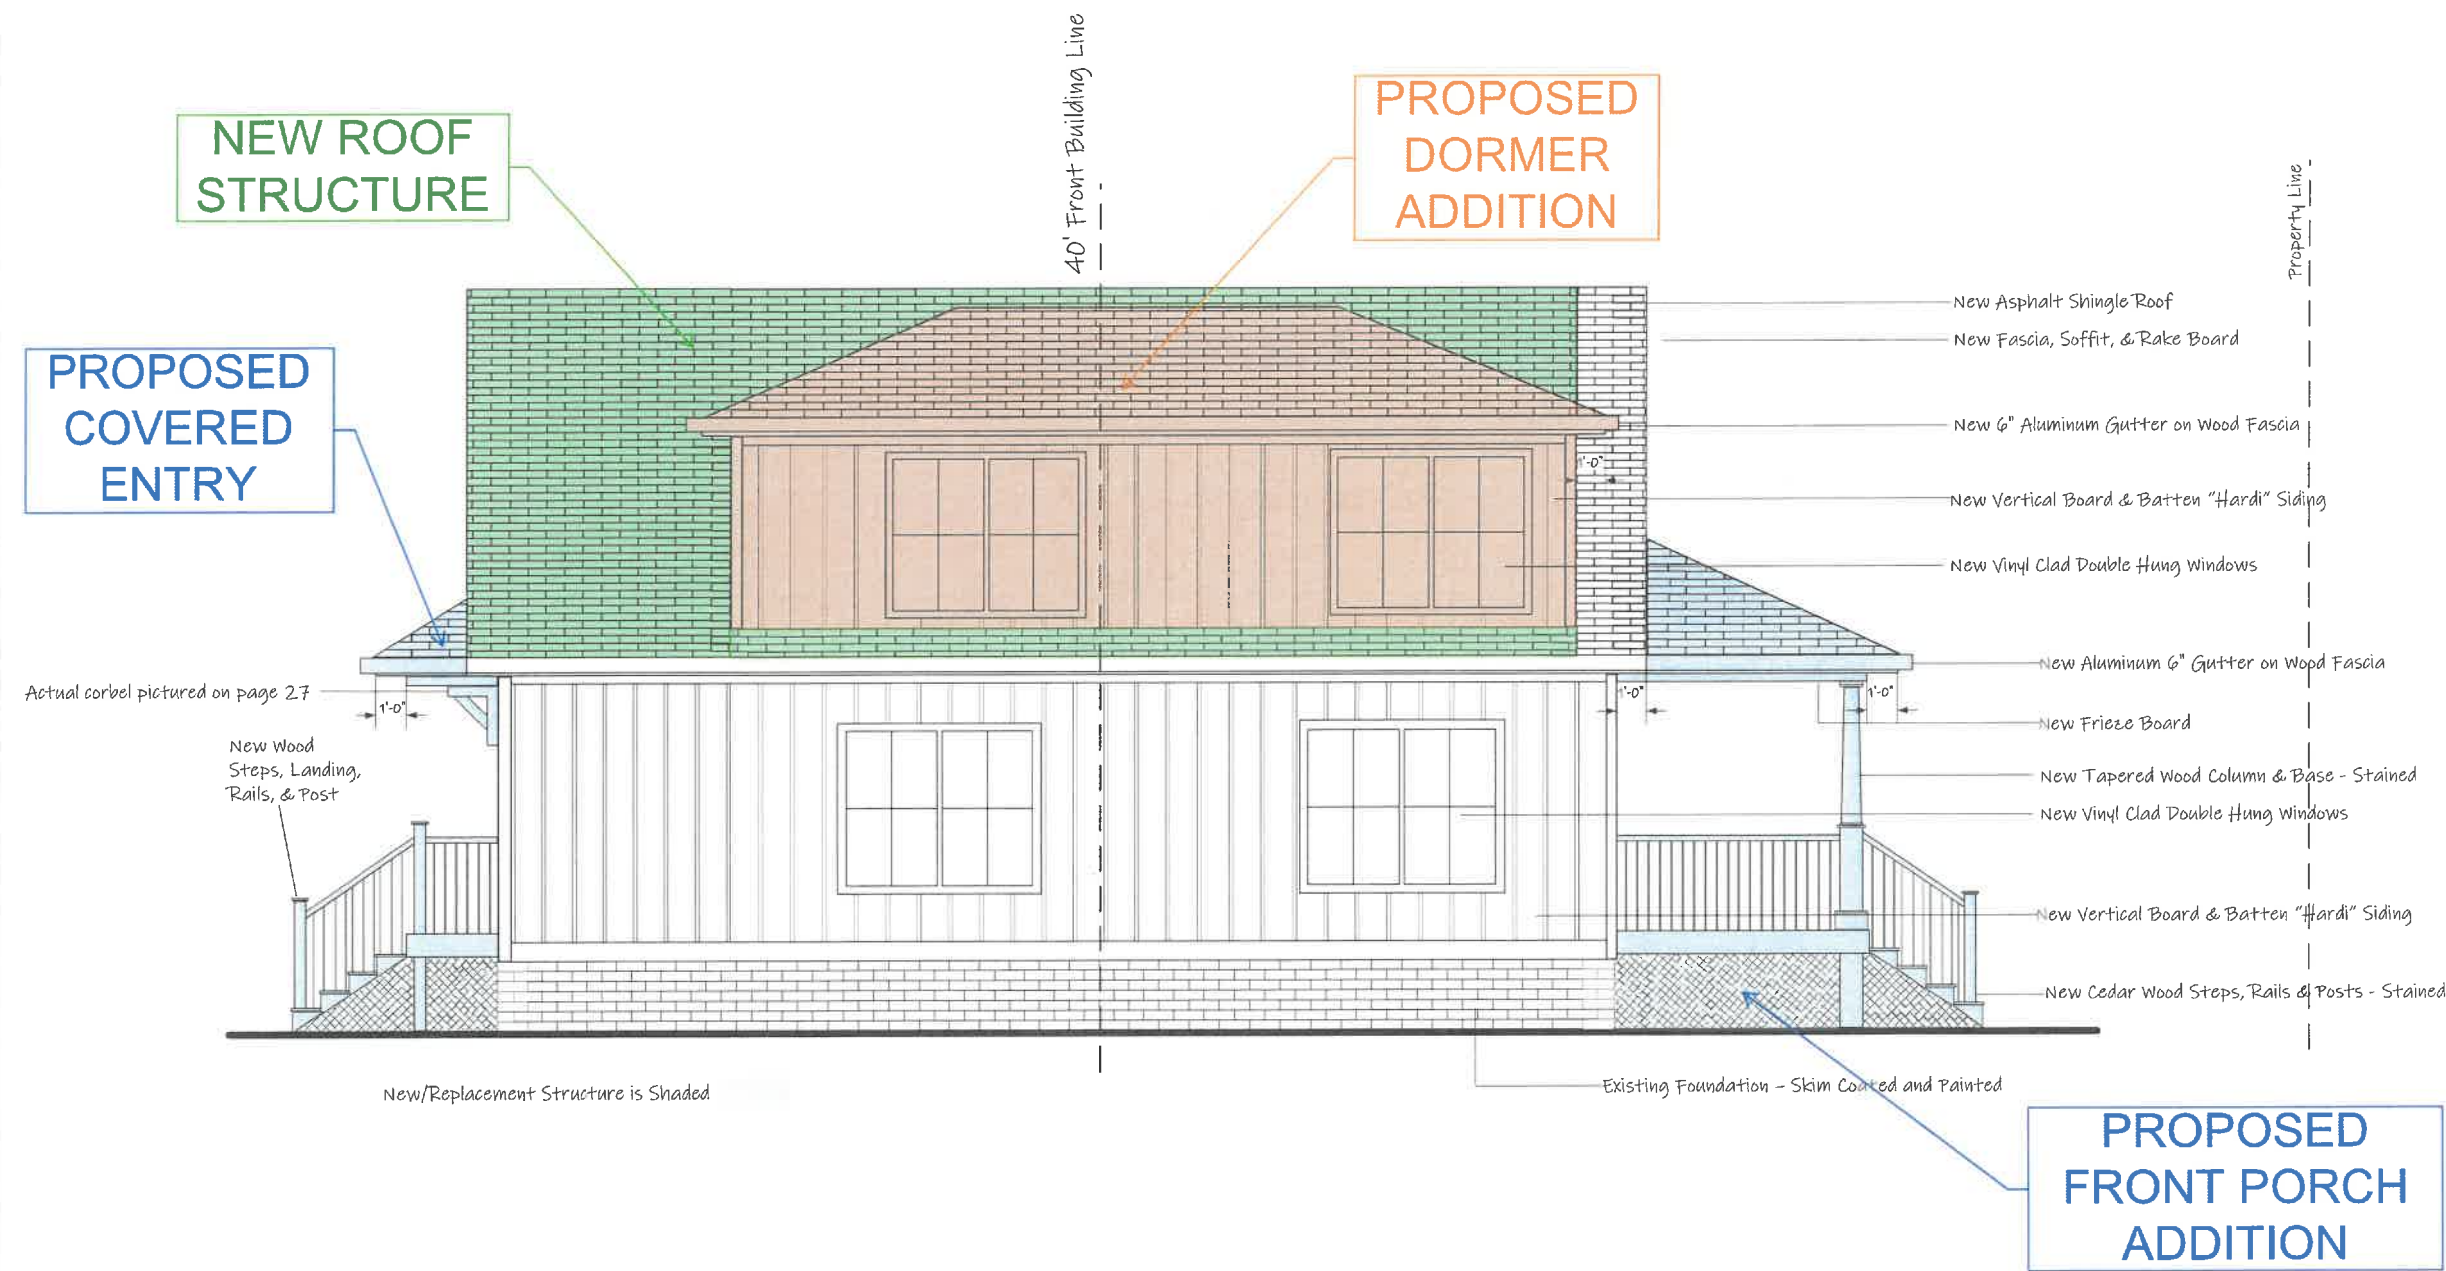 40' Front Building Line
PROPOSED
DORMER
ADDITION
NEW ROOF
STRUCTURE
Property Line
New Asphalt Shingle Roof
New Fascia, Soffit, & Rake Board
PROPOSED
COVERED
ENTRY
New 6" Aluminum Gutter on Wood Fascia
1'-0"
New Vertical Board & Batten "Hardi" Siding
New Vinyl Clad Double Hung Windows
New Aluminum 6" Gutter on Wood Fascia
Actual corbel pictured on page 27
1'-0"
1'-0"
1'-0"
New Frieze Board
New Wood
Steps, Landing,
Rails, & Post
New Tapered Wood Column & Base - Stained
New Vinyl Clad Double Hung Windows
New Vertical Board & Batten "Hardi" Siding
New Cedar Wood Steps, Rails & Posts - Stained
New/Replacement Structure is Shaded
Existing Foundation - Skim Coated and Painted
PROPOSED
FRONT PORCH
ADDITION